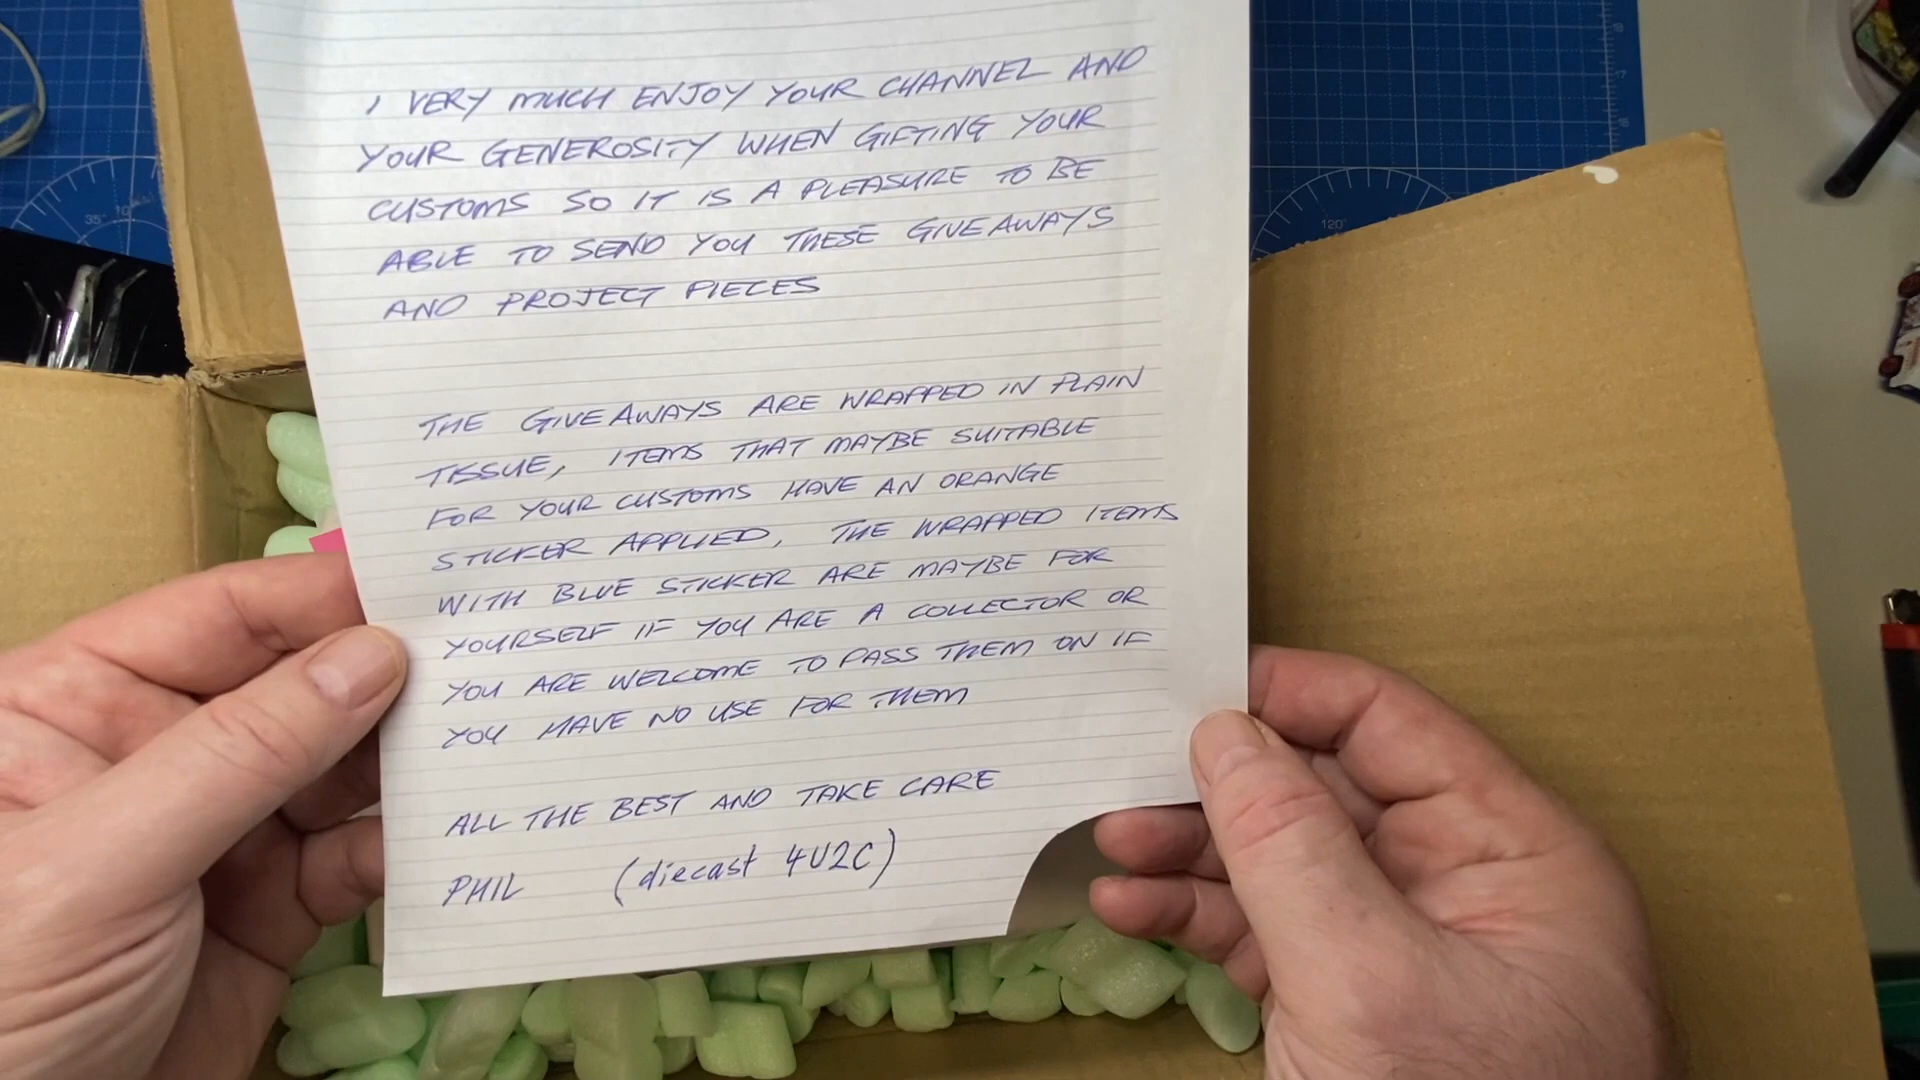 I VERY MUCH ENJOY YOUR CHANNEL AND
YOUR GENEROSITY WHEN GIFTING YOUR
CUSTOMS SO IT IS A PLEASURE TO BE
ABLE TO SEND YOU THESE GIVEAWAYS
AND PROJECT PIECES
THE GIVEAWAYS ARE WRAPPED IN PLAIN
TISSUE, ITEMS THAT MAYBE SUITABLE
FOR YOUR CUSTOMS HAVE AN ORANGE
STICKER APPLIED, THE WRAPPED ITEMS
WITH BLUE STICKER ARE MAYBE FOR
YOURSELF IF YOU ARE A COLLECTOR OR
YOU ARE WELCOME TO PASS THEM ON IF
YOU HAVE NO USE FOR THEM
ALL THE BEST AND TAKE CARE
PHIL (diecast 4U2C)
120°
35°